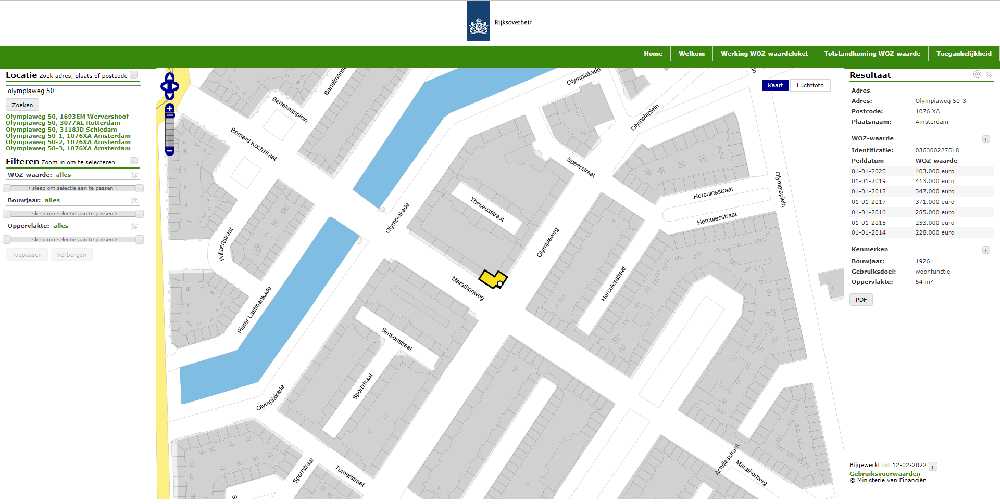 Rijksoverheid
Home
Welkom
Werking WOZ-waardeloket
Totstandkoming WOZ-waarde
Toegankelijkheid
Locatie Zoek adres, plaats of postcode i
olympiaweg 50
Zoeken
Olympiaweg 50, 1693EM Wervershoof
Olympiaweg 50, 3077AL Rotterdam
Olympiaweg 50, 3118JD Schiedam
Olympiaweg 50-1, 1076XA Amsterdam
Olympiaweg 50-2, 1076XA Amsterdam
Olympiaweg 50-3, 1076XA Amsterdam
Filteren Zoom in om te selecteren i
WOZ-waarde: alles
‹ sleep om selectie aan te passen ›
Bouwjaar: alles
‹ sleep om selectie aan te passen ›
Oppervlakte: alles
‹ sleep om selectie aan te passen ›
Toepassen Verbergen
Kaart Luchtfoto
Olympiakade
Bertelmanplein
Olympiaplein
Bernard Kochstraat
Speerstraat
Olympiaplein
Herculesstraat
Theseusstraat
Olympiakade
Herculesstraat
Willaertstraat
Olympiaweg
Herculesstraat
Marathonweg
Pieter Lastmankade
Simsonstraat
Sportstraat
Olympiakade
Sportstraat
Turnerstraat
Achillesstraat
Marathonweg
Resultaat
Adres
Adres: Olympiaweg 50-3
Postcode: 1076 XA
Plaatsnaam: Amsterdam
WOZ-waarde i
Identificatie: 036300227518
Peildatum WOZ-waarde
01-01-2020 403.000 euro
01-01-2019 413.000 euro
01-01-2018 347.000 euro
01-01-2017 371.000 euro
01-01-2016 285.000 euro
01-01-2015 253.000 euro
01-01-2014 228.000 euro
Kenmerken i
Bouwjaar: 1926
Gebruiksdoel: woonfunctie
Oppervlakte: 54 m²
PDF
Bijgewerkt tot 12-02-2022 i
Gebruiksvoorwaarden
© Ministerie van Financiën